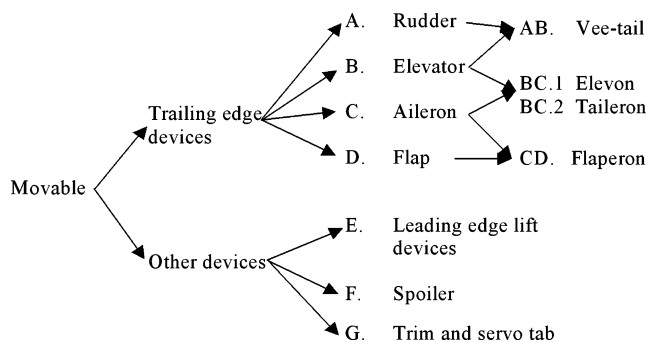 A. Rudder
AB. Vee-tail
B. Elevator
BC.1 Elevon
BC.2 Taileron
Trailing edge
devices
C. Aileron
D. Flap
CD. Flaperon
Movable
E. Leading edge lift
devices
Other devices
F. Spoiler
G. Trim and servo tab